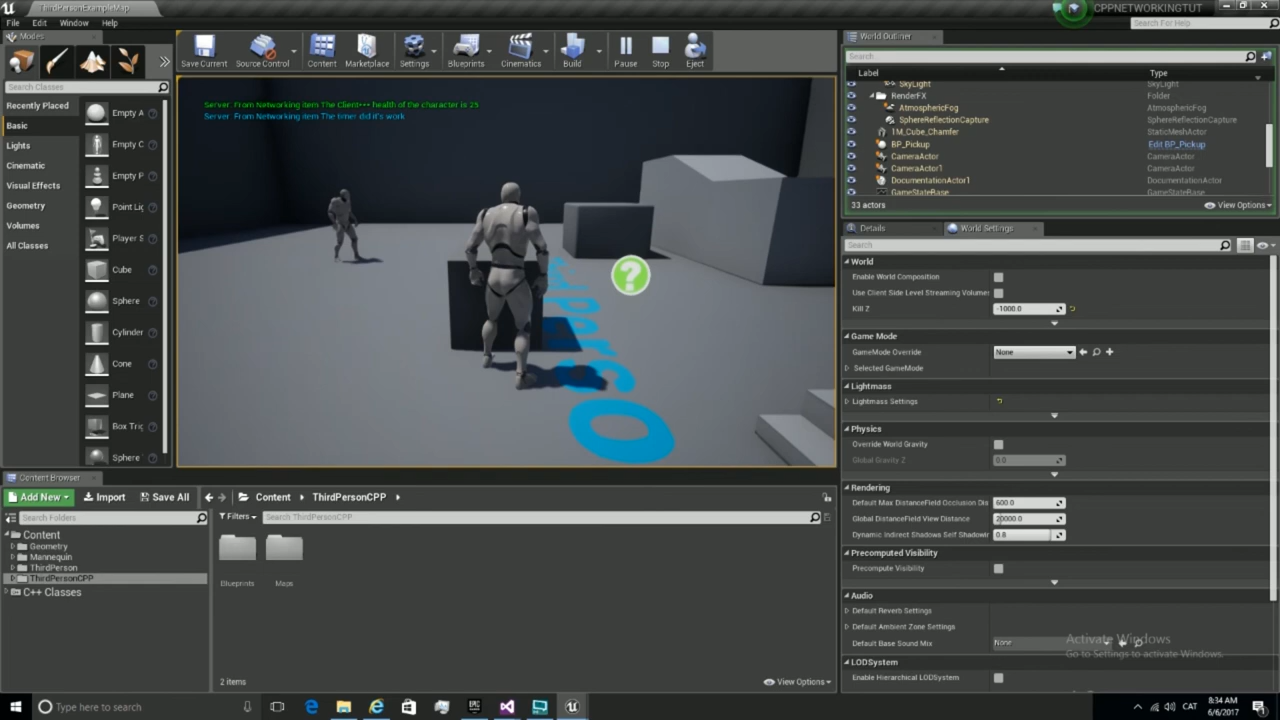 ThirdPersonExampleMap
CPPNETWORKINGTUT
File Edit Window Help
Search For Help
Modes
Search Classes
Recently Placed
Basic
Lights
Cinematic
Visual Effects
Geometry
Volumes
All Classes
Empty A
Empty C
Empty P
Point Lig
Player S
Cube
Sphere
Cylinder
Cone
Plane
Box Trig
Sphere
Save Current
Source Control
Content
Marketplace
Settings
Blueprints
Cinematics
Build
Pause
Stop
Eject
Server: From Networking item The Client--- health of the character is 25
Server: From Networking item The timer did it's work
World Outliner
Search
Label Type
SkyLight SkyLight
RenderFX Folder
AtmosphericFog AtmosphericFog
SphereReflectionCapture SphereReflectionCapture
1M_Cube_Chamfer StaticMeshActor
BP_Pickup Edit BP_Pickup
CameraActor CameraActor
CameraActor1 CameraActor
DocumentationActor1 DocumentationActor
GameStateBase GameStateBase
33 actors
View Options
Details
World Settings
Search
World
Enable World Composition
Use Client Side Level Streaming Volumes
Kill Z -1000.0
Game Mode
GameMode Override None
Selected GameMode
Lightmass
Lightmass Settings
Physics
Override World Gravity
Global Gravity Z 0.0
Rendering
Default Max DistanceField Occlusion Dis 600.0
Global DistanceField View Distance 20000.0
Dynamic Indirect Shadows Self Shadowin 0.8
Precomputed Visibility
Precompute Visibility
Audio
Default Reverb Settings
Default Ambient Zone Settings
Default Base Sound Mix None
LODSystem
Enable Hierarchical LODSystem
Activate Windows
Go to Settings to activate Windows.
Content Browser
Add New Import Save All Content ThirdPersonCPP
Search Folders
Filters Search ThirdPersonCPP
Content
Geometry
Mannequin
ThirdPerson
ThirdPersonCPP
C++ Classes
Blueprints
Maps
2 items
View Options
Type here to search
CAT
8:34 AM
6/6/2017